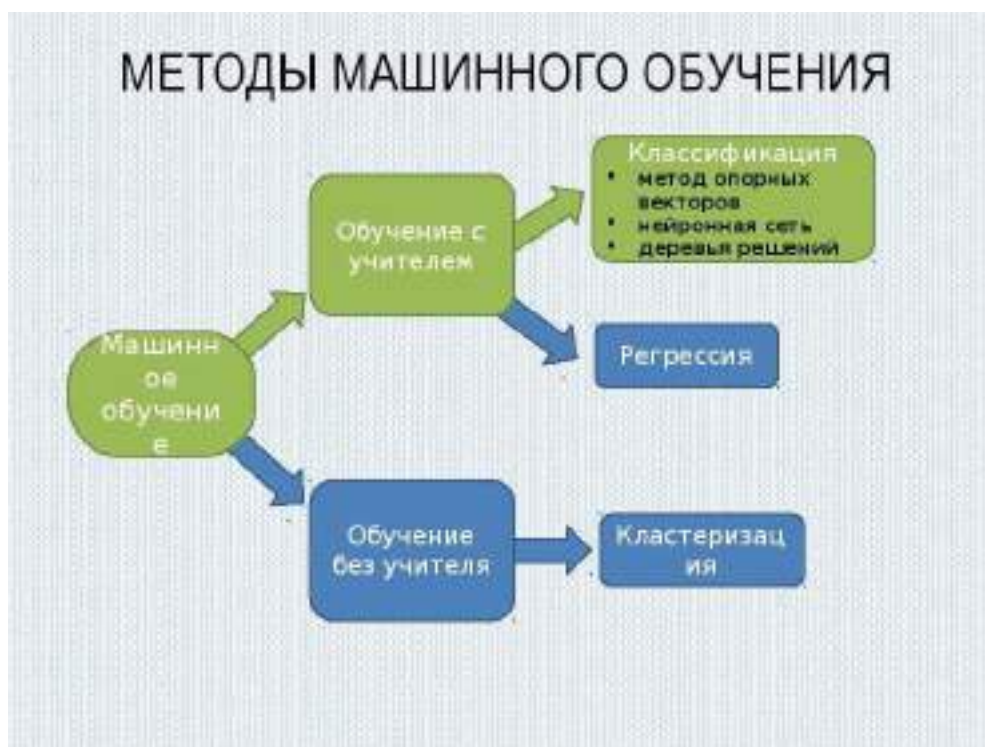 МЕТОДЫ МАШИННОГО ОБУЧЕНИЯ
Классификация
• метод опорных
векторов
• нейронная сеть
• деревья решений
Обучение с
учителем
Регрессия
Машинн
ое
обучени
е
Обучение
без учителя
Кластеризац
ия